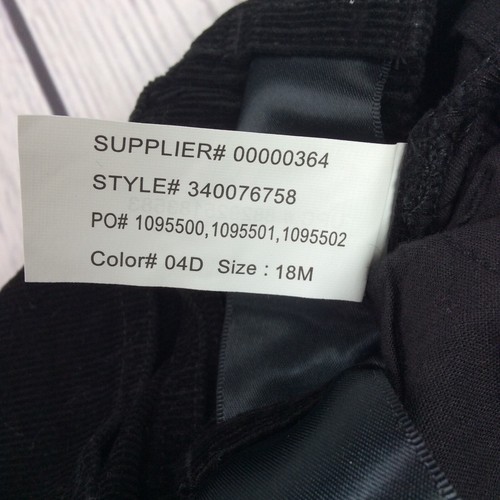 SUPPLIER# 00000364
STYLE# 340076758
PO# 1095500,1095501,1095502
Color# 04D Size : 18M